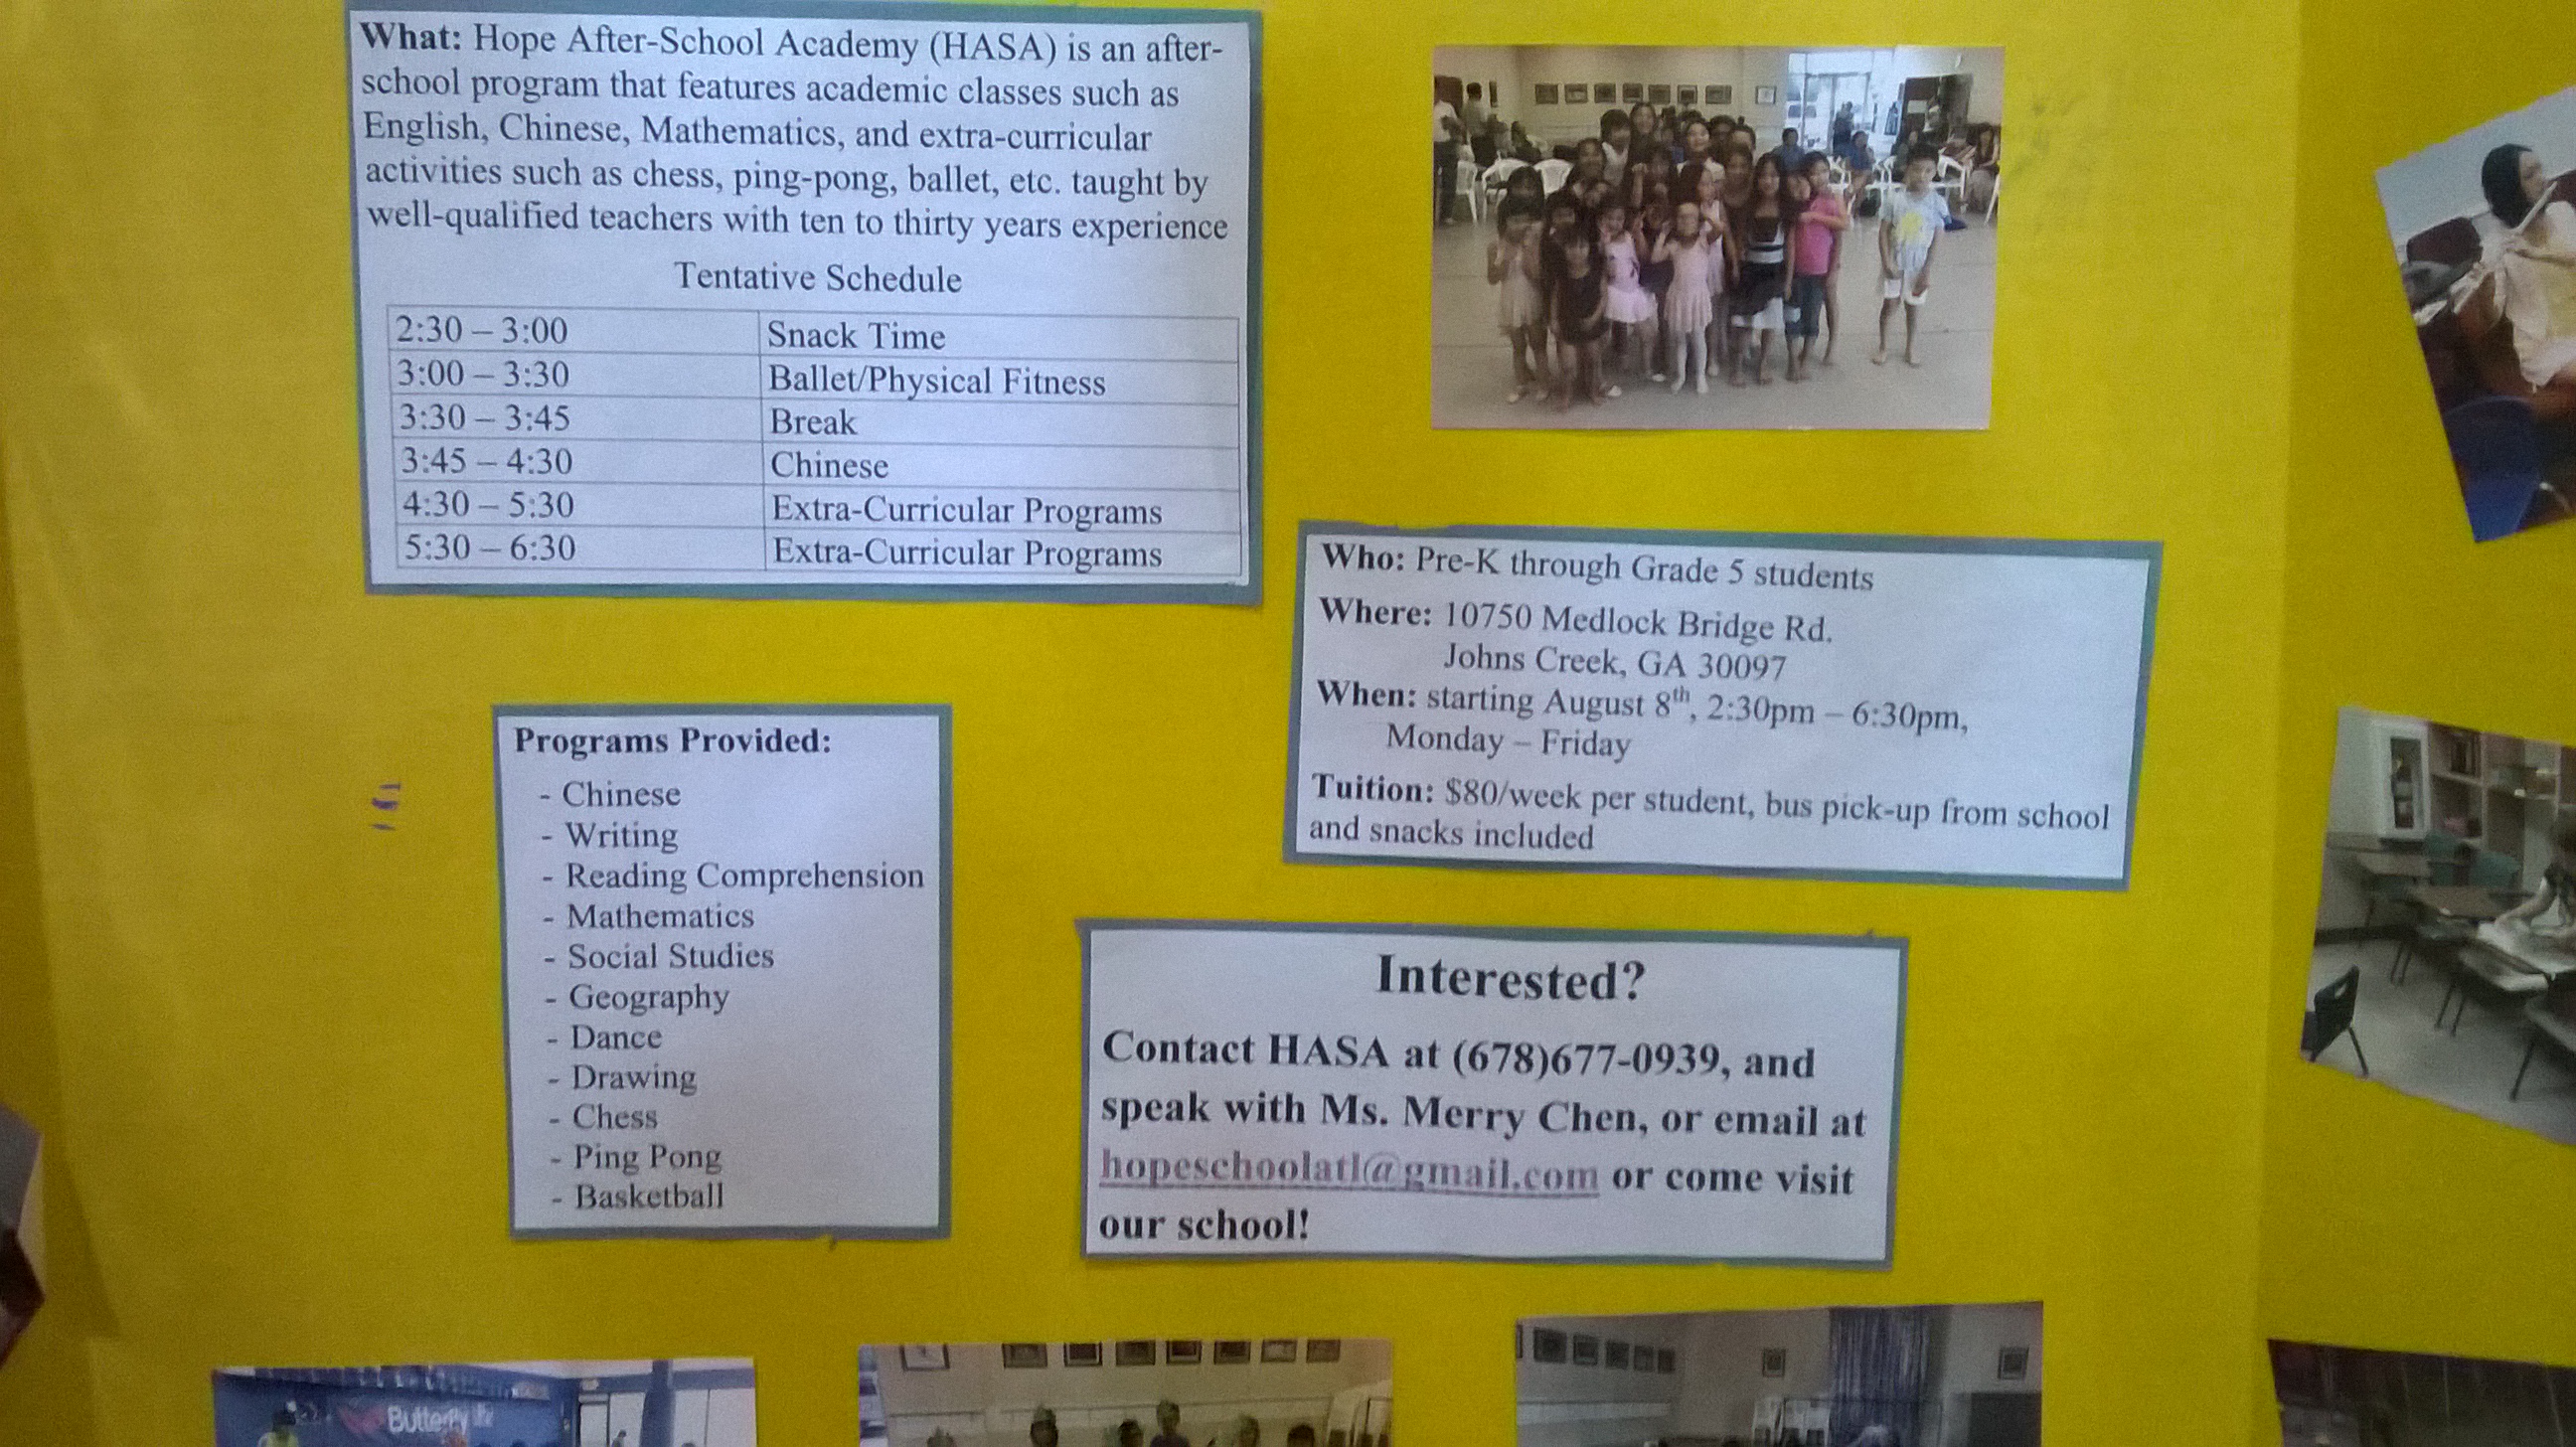 What: Hope After-School Academy (HASA) is an after-
school program that features academic classes such as
English, Chinese, Mathematics, and extra-curricular
activities such as chess, ping-pong, ballet, etc. taught by
well-qualified teachers with ten to thirty years experience
Tentative Schedule
2:30 – 3:00 Snack Time
3:00 – 3:30 Ballet/Physical Fitness
3:30 – 3:45 Break
3:45 – 4:30 Chinese
4:30 – 5:30 Extra-Curricular Programs
5:30 – 6:30 Extra-Curricular Programs
Who: Pre-K through Grade 5 students
Where: 10750 Medlock Bridge Rd.
Johns Creek, GA 30097
When: starting August 8th, 2:30pm – 6:30pm,
Monday – Friday
Tuition: $80/week per student, bus pick-up from school
and snacks included
Programs Provided:
- Chinese
- Writing
- Reading Comprehension
- Mathematics
- Social Studies
- Geography
- Dance
- Drawing
- Chess
- Ping Pong
- Basketball
Interested?
Contact HASA at (678)677-0939, and
speak with Ms. Merry Chen, or email at
hopeschoolatl@gmail.com or come visit
our school!
Butterfly